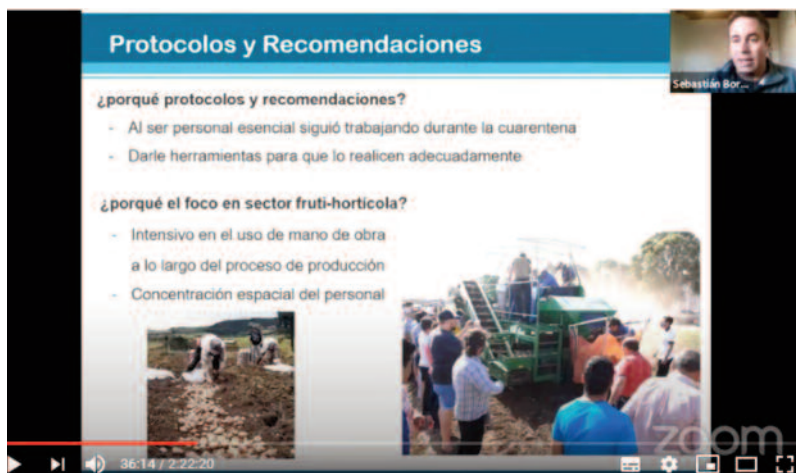 Protocolos y Recomendaciones
Sebastián Bor...
¿porqué protocolos y recomendaciones?
- Al ser personal esencial siguió trabajando durante la cuarentena
- Darle herramientas para que lo realicen adecuadamente
¿porqué el foco en sector fruti-hortícola?
- Intensivo en el uso de mano de obra
a lo largo del proceso de producción
- Concentración espacial del personal
zoom
36:14 / 2:22:20